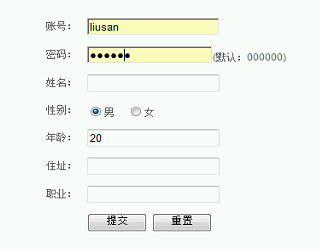 账号： liusan
密码： ●●●●●● (默认：000000)
姓名：
性别： 男 女
年龄： 20
住址：
职业：
提交 重置